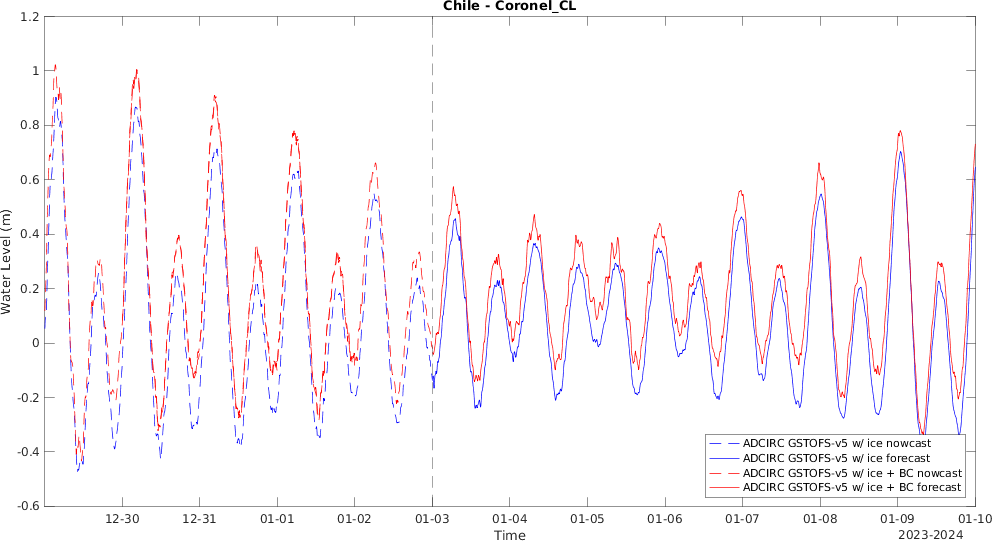 Chile - Coronel_CL
1.2
1
0.8
0.6
0.4
0.2
0
-0.2
-0.4
-0.6
Water Level (m)
ADCIRC GSTOFS-v5 w/ ice nowcast
ADCIRC GSTOFS-v5 w/ ice forecast
ADCIRC GSTOFS-v5 w/ ice + BC nowcast
ADCIRC GSTOFS-v5 w/ ice + BC forecast
12-30 12-31 01-01 01-02 01-03 01-04 01-05 01-06 01-07 01-08 01-09 01-10
Time
2023-2024